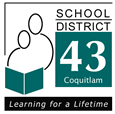 SCHOOL
DISTRICT
43
Coquitlam
Learning for a Lifetime